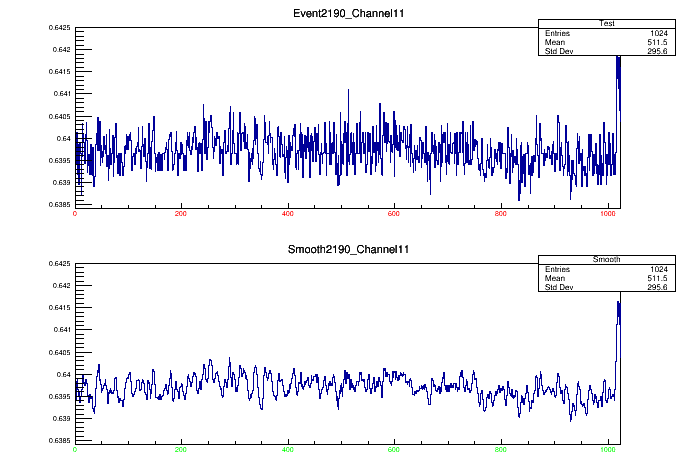 Event2190_Channel11
Test
Entries 1024
Mean 511.5
Std Dev 295.6
0.6425
0.642
0.6415
0.641
0.6405
0.64
0.6395
0.639
0.6385
0 200 400 600 800 1000
Smooth2190_Channel11
Smooth
Entries 1024
Mean 511.5
Std Dev 295.6
0.6425
0.642
0.6415
0.641
0.6405
0.64
0.6395
0.639
0.6385
0 200 400 600 800 1000